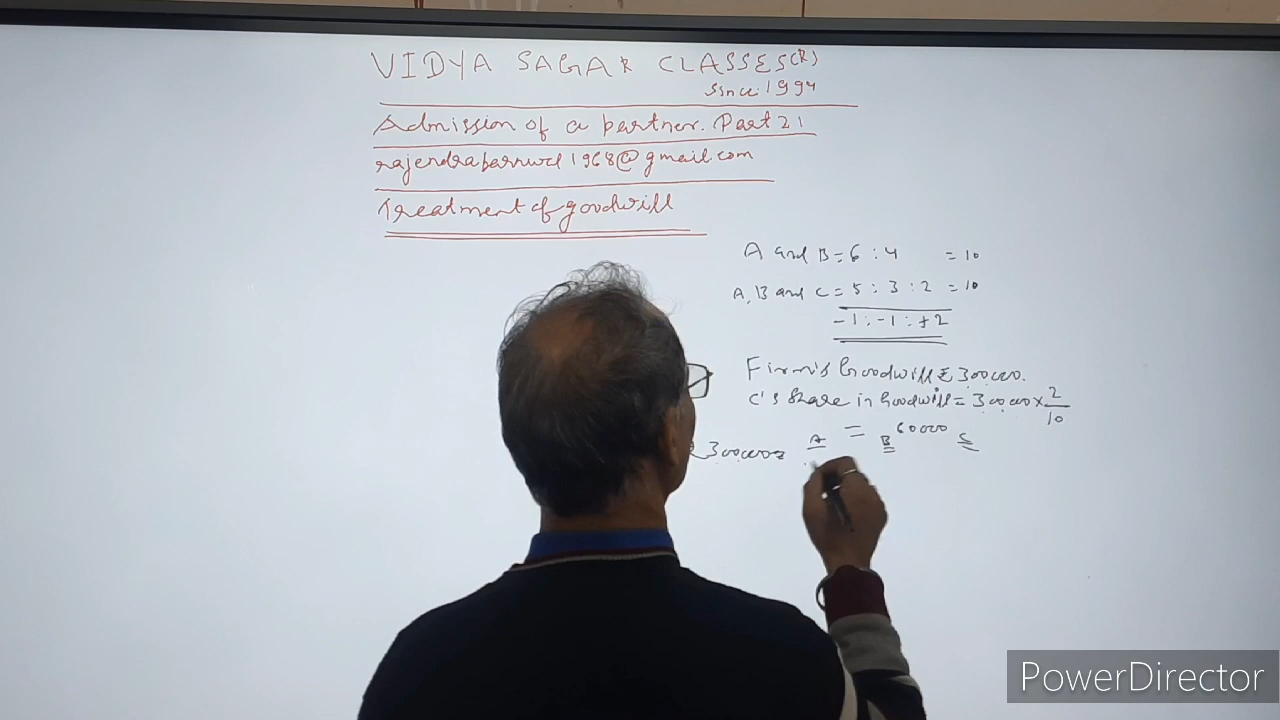 VIDYA SAGAR CLASSES(R)
since 1994
Admission of a partner. Part 21
@gmail.com
Treatment of goodwill
A and B = 6 : 4 = 10
A, B and C = 5 : 3 : 2 = 10
-1 : -1 : +2
Firm's Goodwill ₹ 300000.
C's Share in Goodwill = 300000 × 2/10
= 60000
300000 A B C
PowerDirector